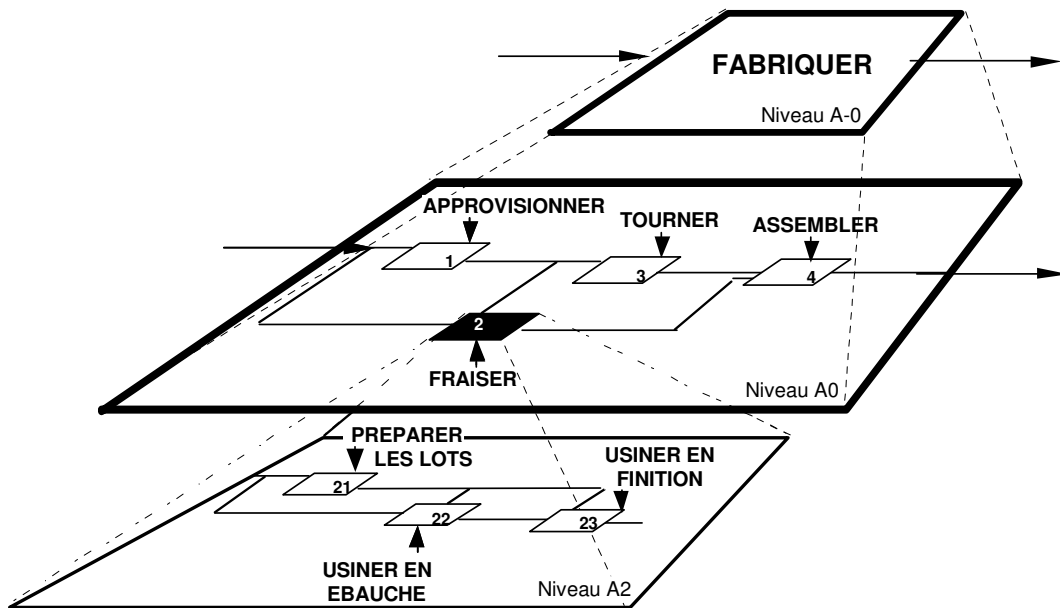 FABRIQUER
Niveau A-0
APPROVISIONNER
TOURNER
ASSEMBLER
1
3
4
2
FRAISER
Niveau A0
PREPARER
LES LOTS
USINER EN
FINITION
21
22
23
USINER EN
EBAUCHE
Niveau A2